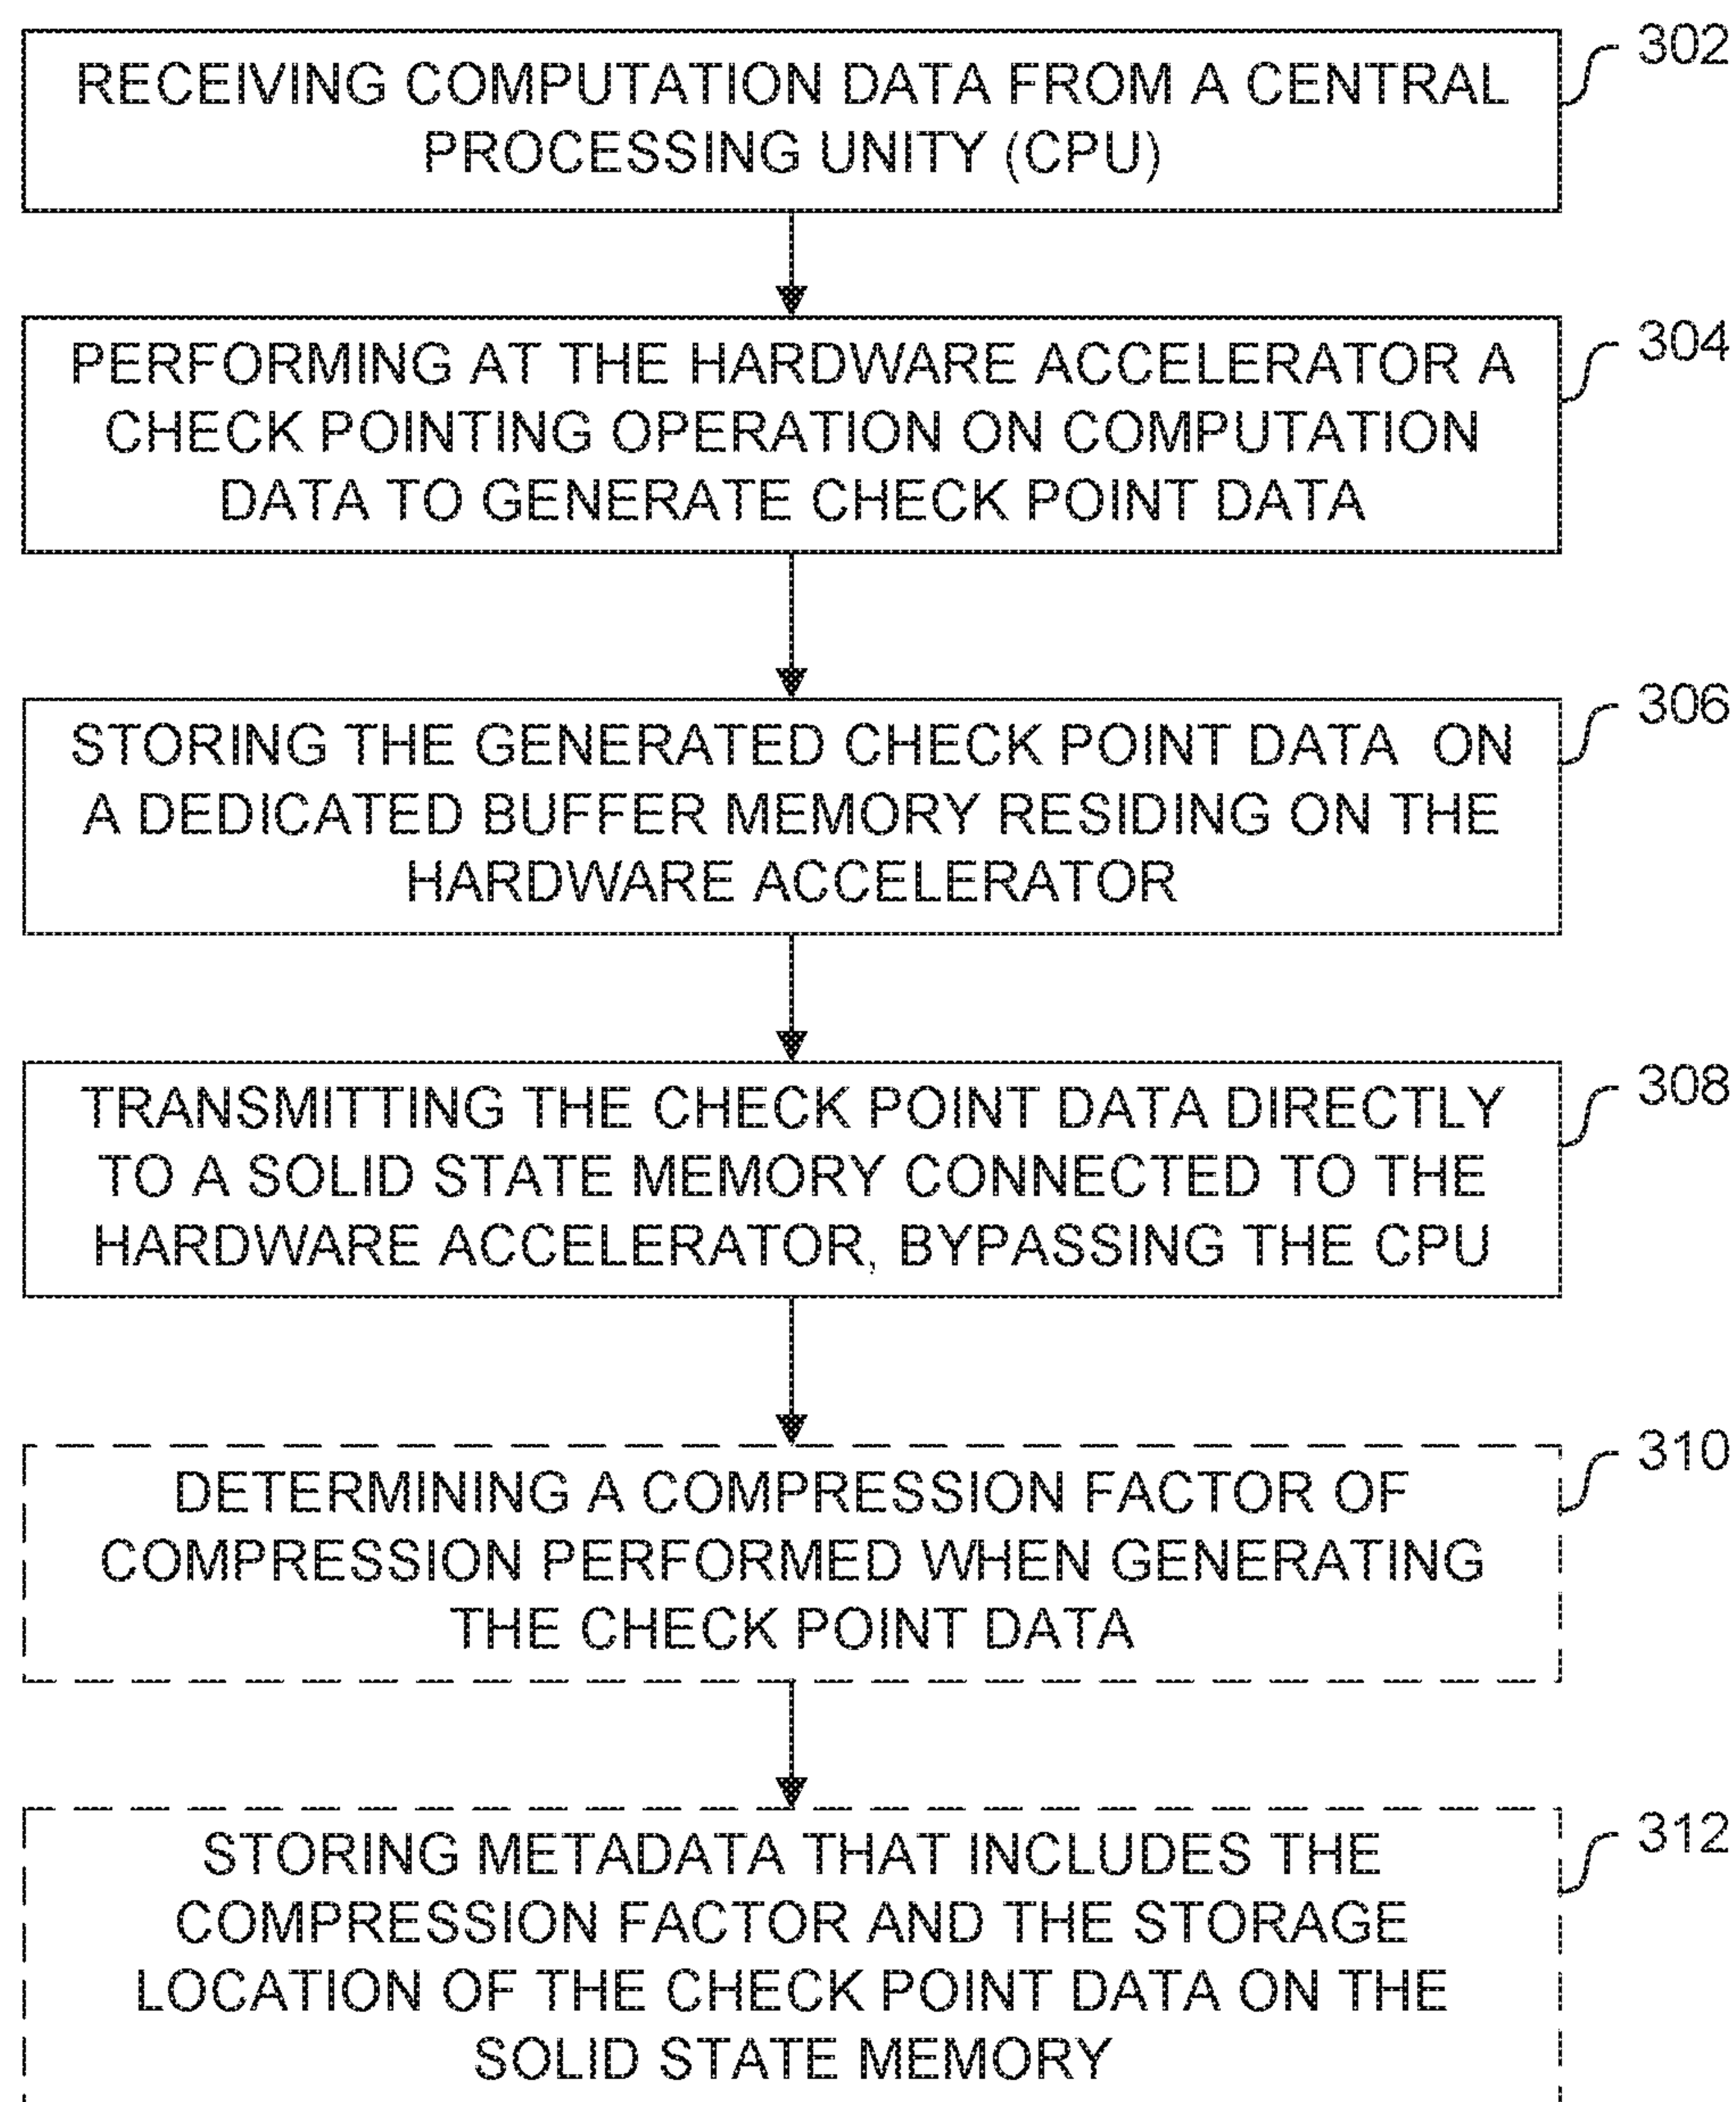 302
RECEIVING COMPUTATION DATA FROM A CENTRAL
PROCESSING UNITY (CPU)
304
PERFORMING AT THE HARDWARE ACCELERATOR A
CHECK POINTING OPERATION ON COMPUTATION
DATA TO GENERATE CHECK POINT DATA
306
STORING THE GENERATED CHECK POINT DATA ON
A DEDICATED BUFFER MEMORY RESIDING ON THE
HARDWARE ACCELERATOR
308
TRANSMITTING THE CHECK POINT DATA DIRECTLY
TO A SOLID STATE MEMORY CONNECTED TO THE
HARDWARE ACCELERATOR, BYPASSING THE CPU
310
DETERMINING A COMPRESSION FACTOR OF
COMPRESSION PERFORMED WHEN GENERATING
THE CHECK POINT DATA
312
STORING METADATA THAT INCLUDES THE
COMPRESSION FACTOR AND THE STORAGE
LOCATION OF THE CHECK POINT DATA ON THE
SOLID STATE MEMORY